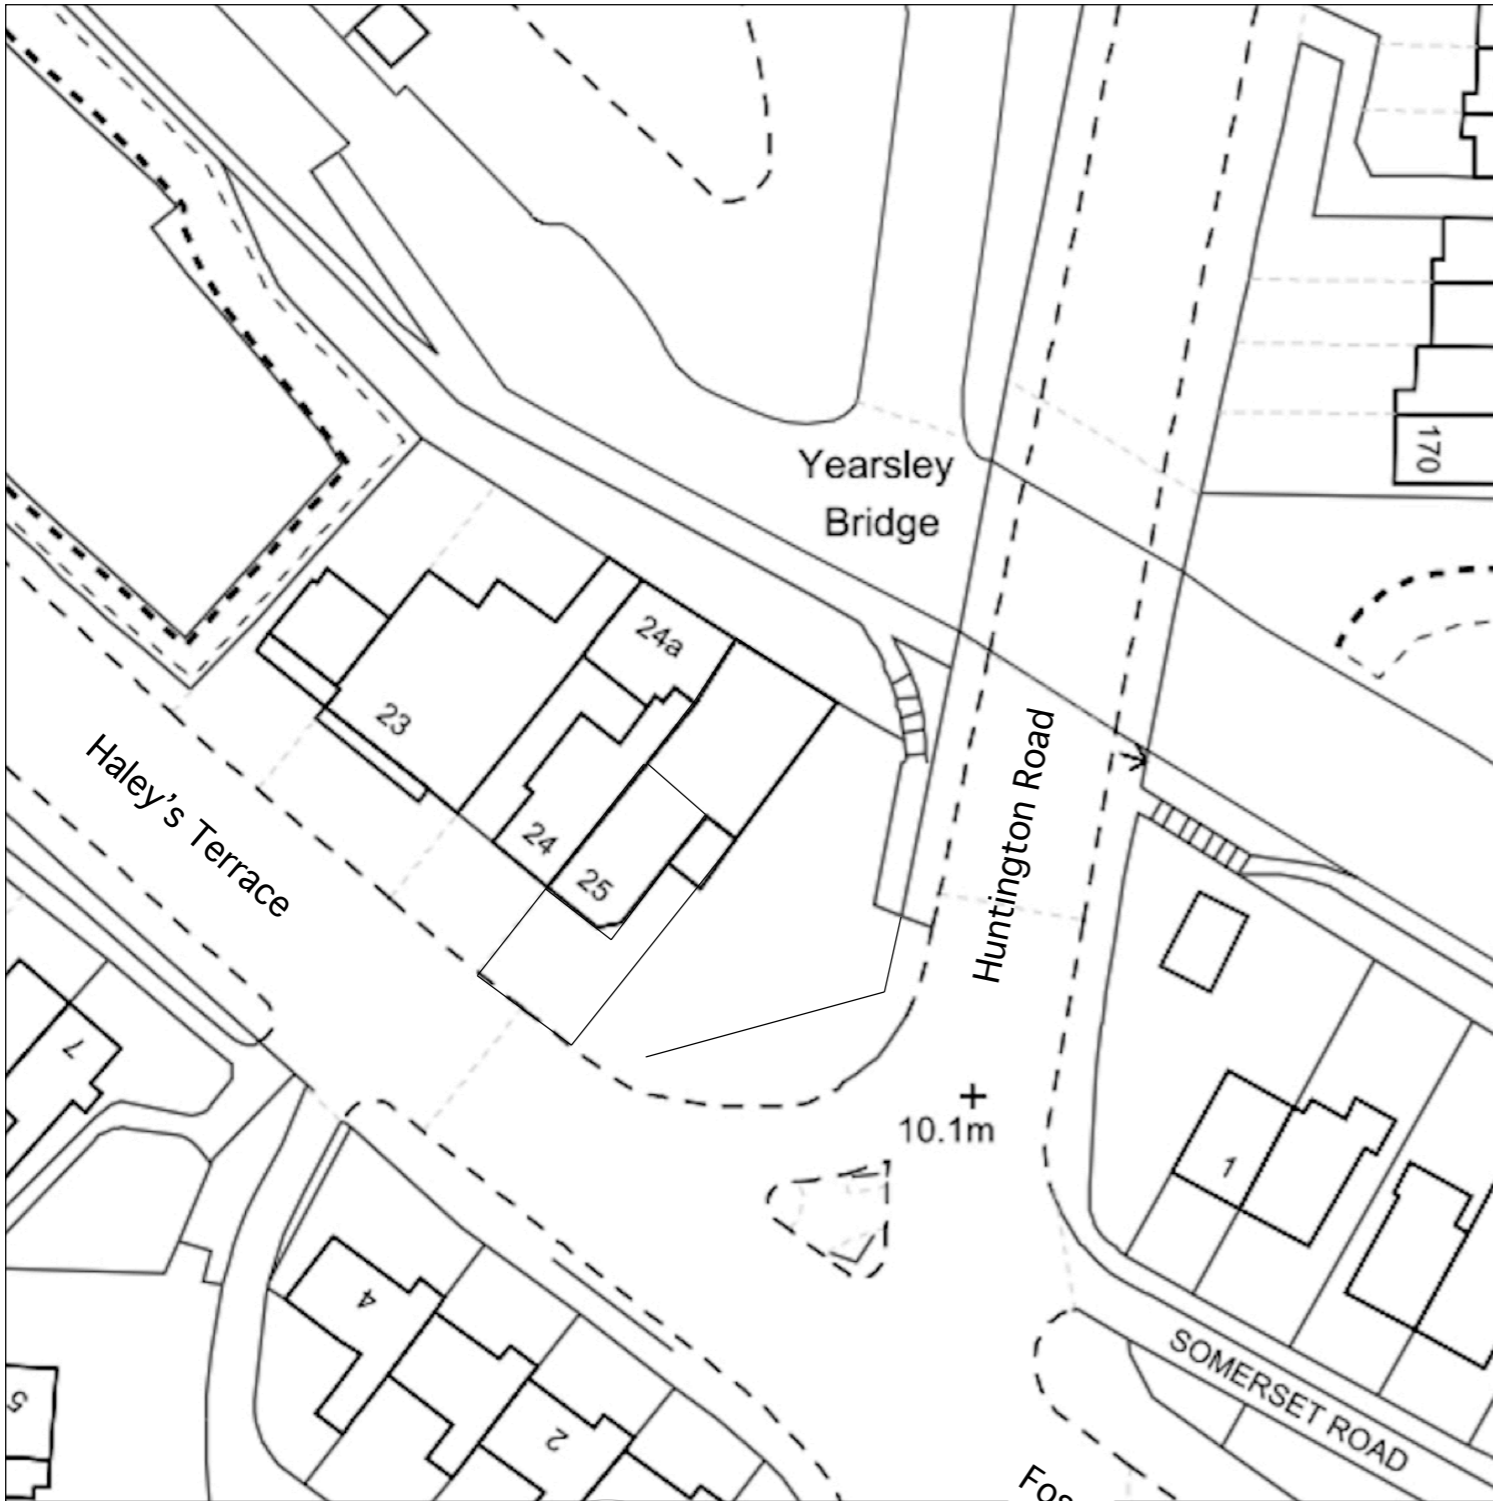 Yearsley
Bridge
170
24a
23
24
25
Haley's Terrace
Huntington Road
10.1m
7
1
4
2
5
SOMERSET ROAD